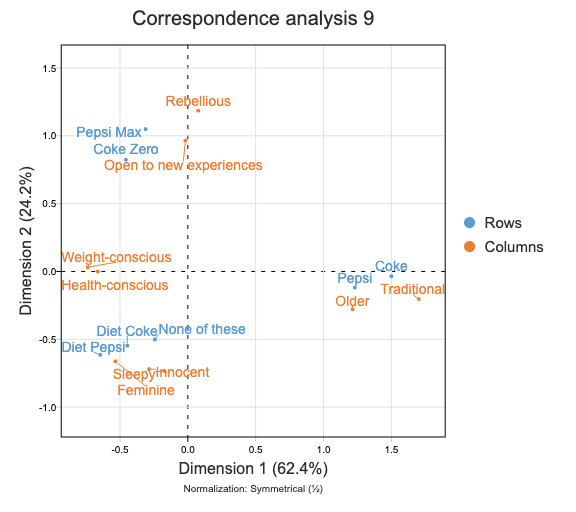 Correspondence analysis 9
1.5
Rebellious
1.0
Pepsi Max
Coke Zero
Open to new experiences
0.5
Rows
Columns
Dimension 2 (24.2%)
Weight-conscious
Coke
0.0
Pepsi
Health-conscious
Traditional
Older
-0.5
Diet Coke
None of these
Diet Pepsi
Sleepy
Innocent
Feminine
-1.0
-0.5
0.0
0.5
1.0
1.5
Dimension 1 (62.4%)
Normalization: Symmetrical (½)